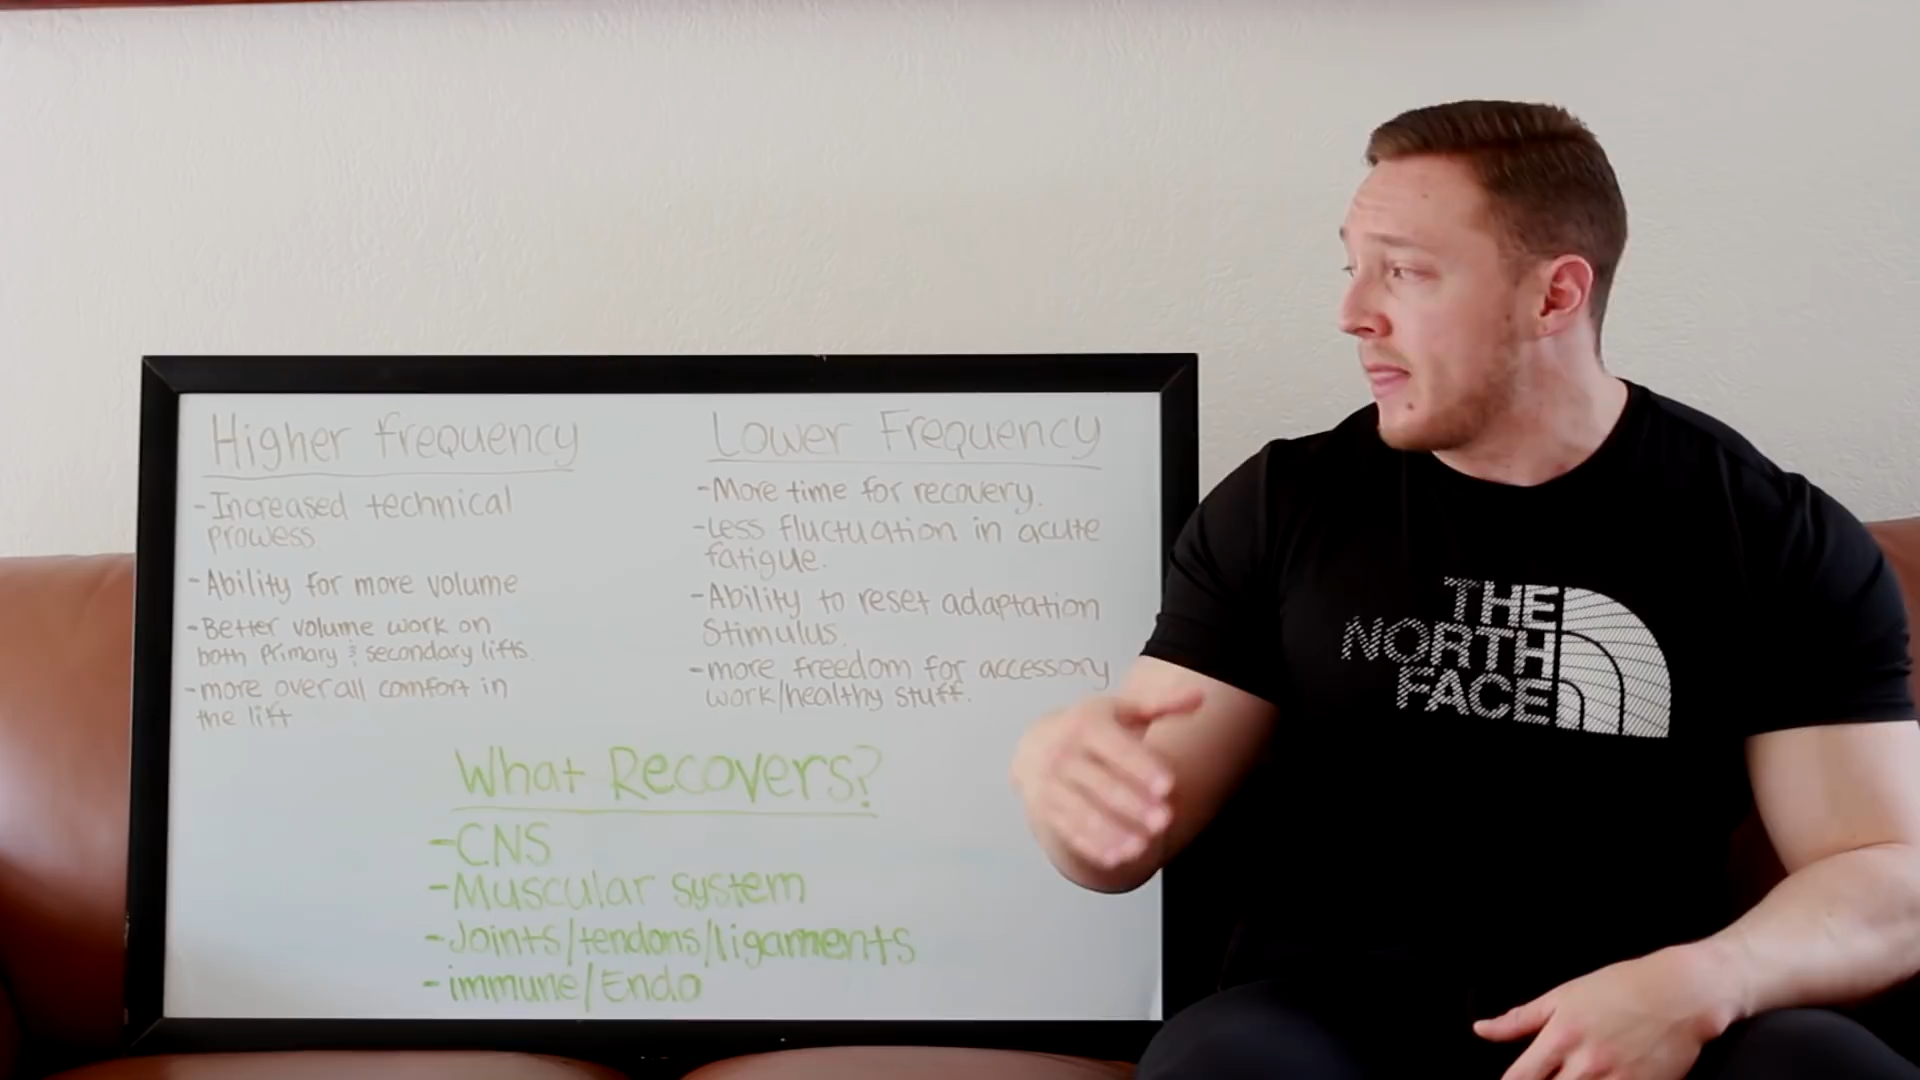 Higher frequency
-Increased technical
prowess
-Ability for more volume
-Better volume work on
both Primary & secondary lifts.
-more overall comfort in
the lift
Lower Frequency
-More time for recovery.
-Less fluctuation in acute
fatigue.
-Ability to reset adaptation
Stimulus.
-more freedom for accessory
work/healthy stuff.
What Recovers?
-CNS
-Muscular system
-Joints/tendons/ligaments
-immune/Endo
THE
NORTH
FACE